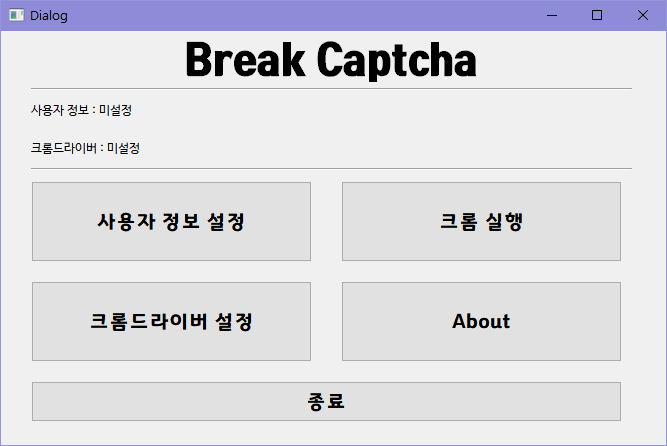 Dialog
Break Captcha
사용자 정보 : 미설정
크롬드라이버 : 미설정
사용자 정보 설정
크롬 실행
크롬드라이버 설정
About
종료